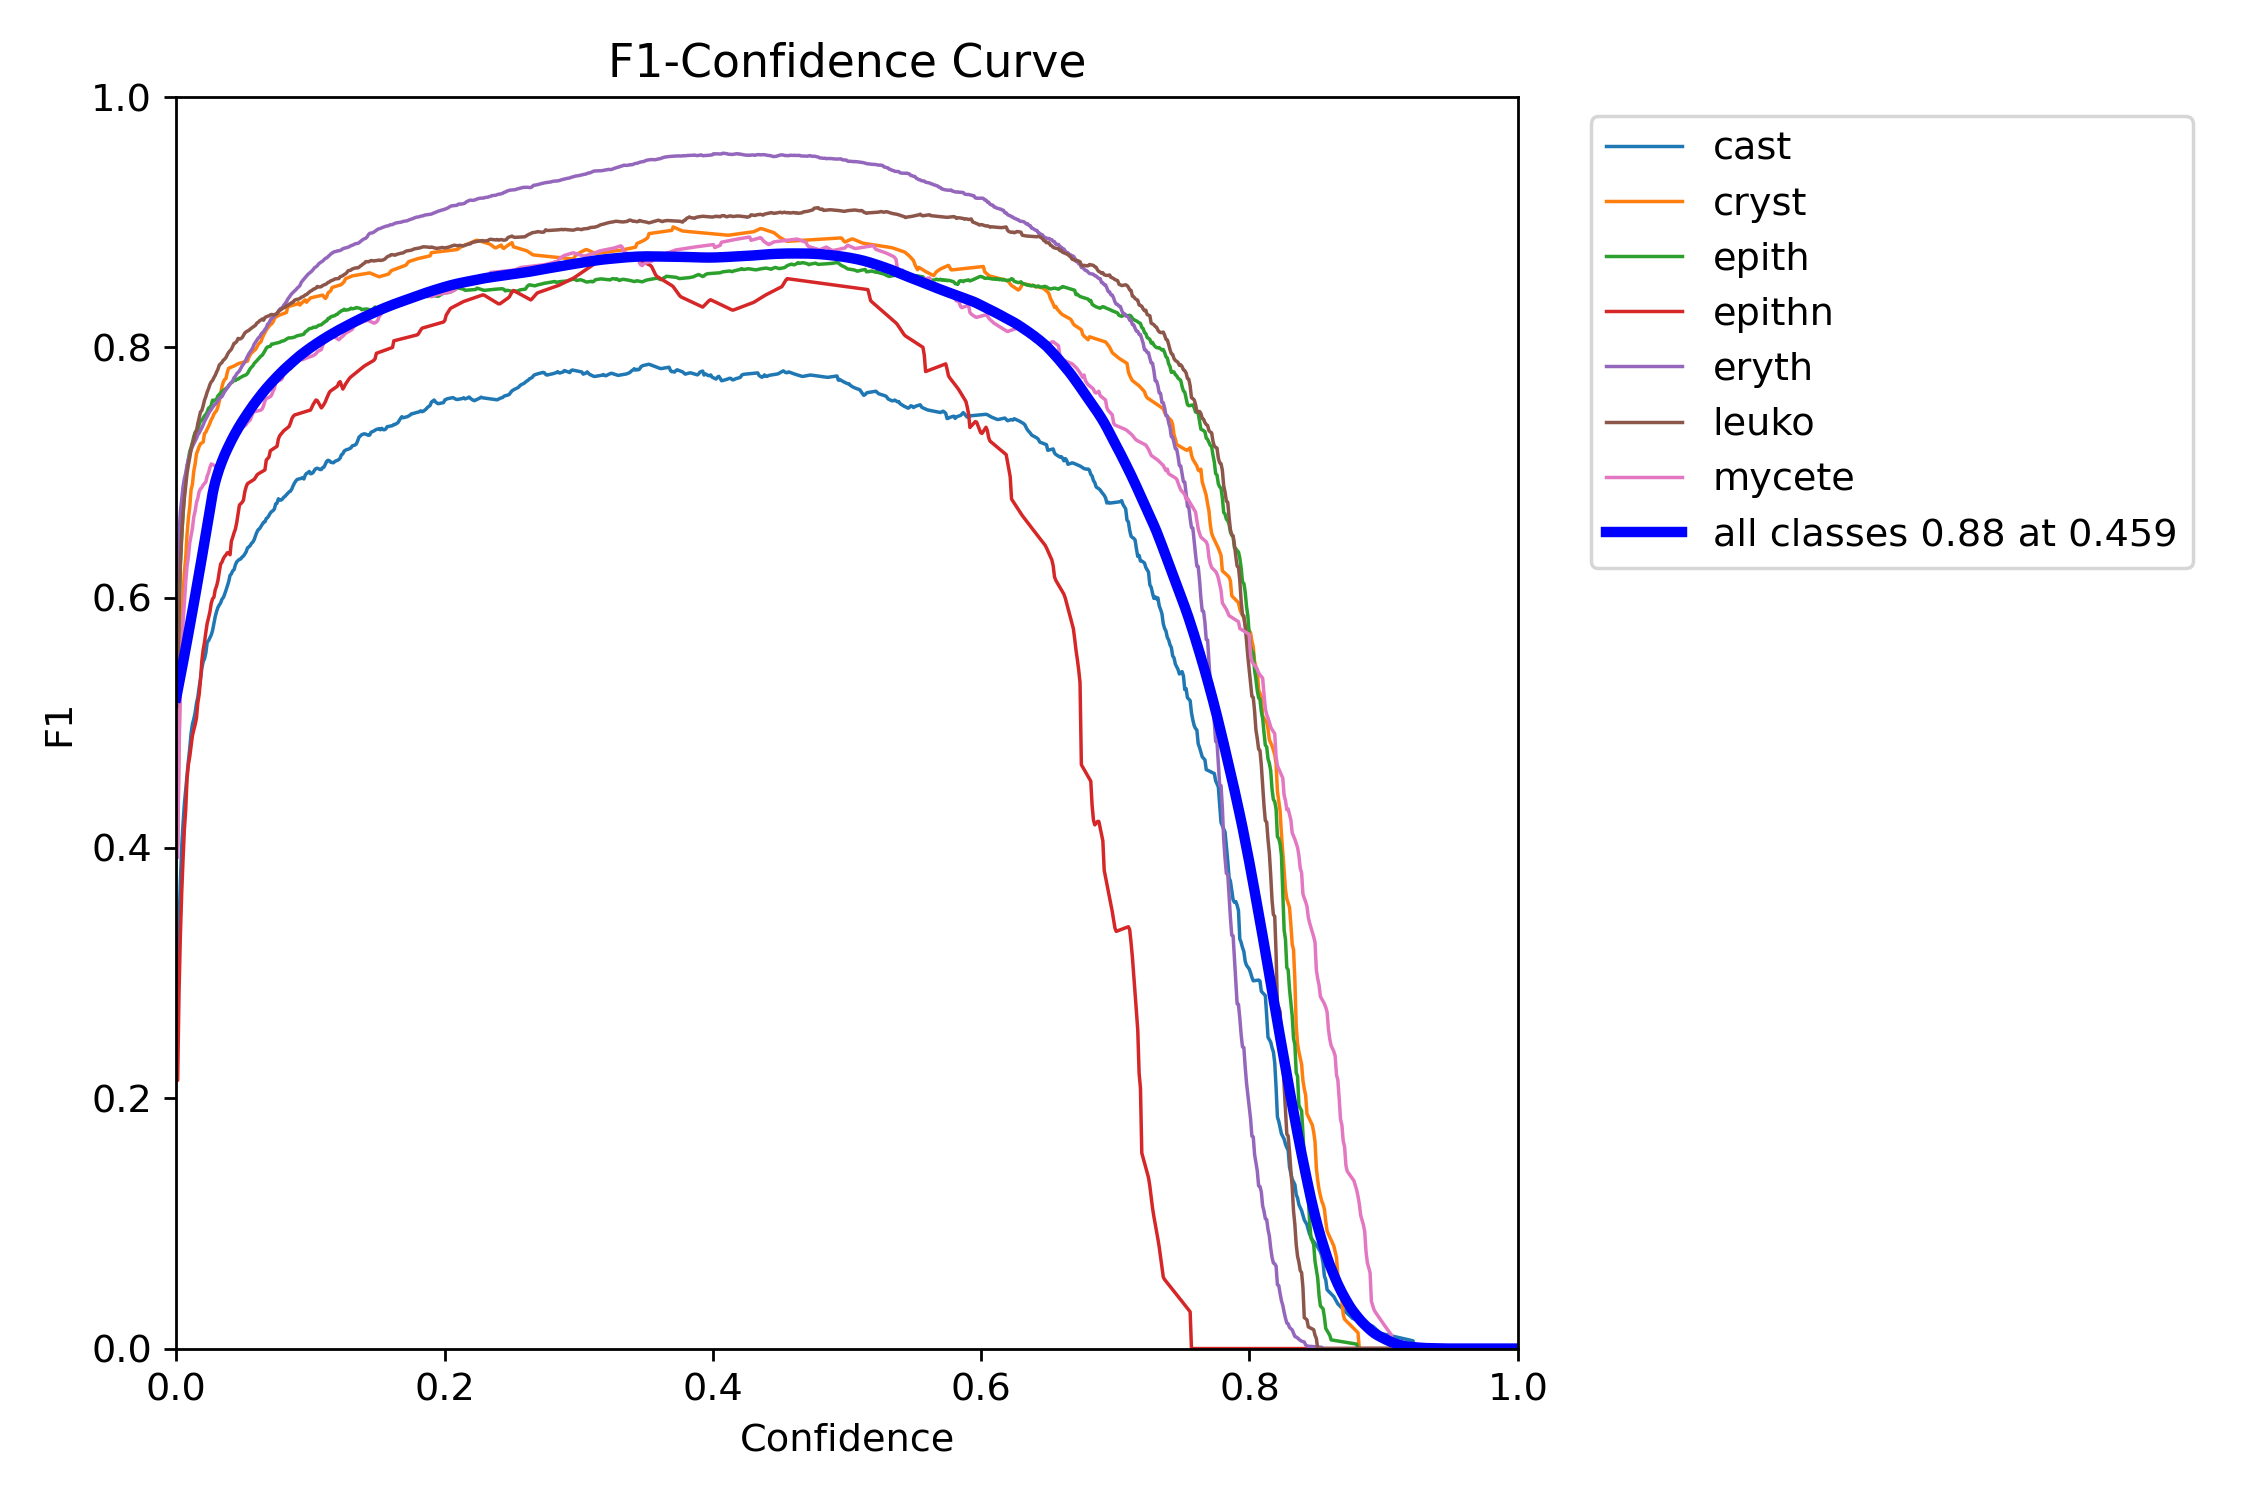 F1-Confidence Curve
1.0
0.8
0.6
0.4
0.2
0.0
F1
0.0 0.2 0.4 0.6 0.8 1.0
Confidence
cast
cryst
epith
epithn
eryth
leuko
mycete
all classes 0.88 at 0.459